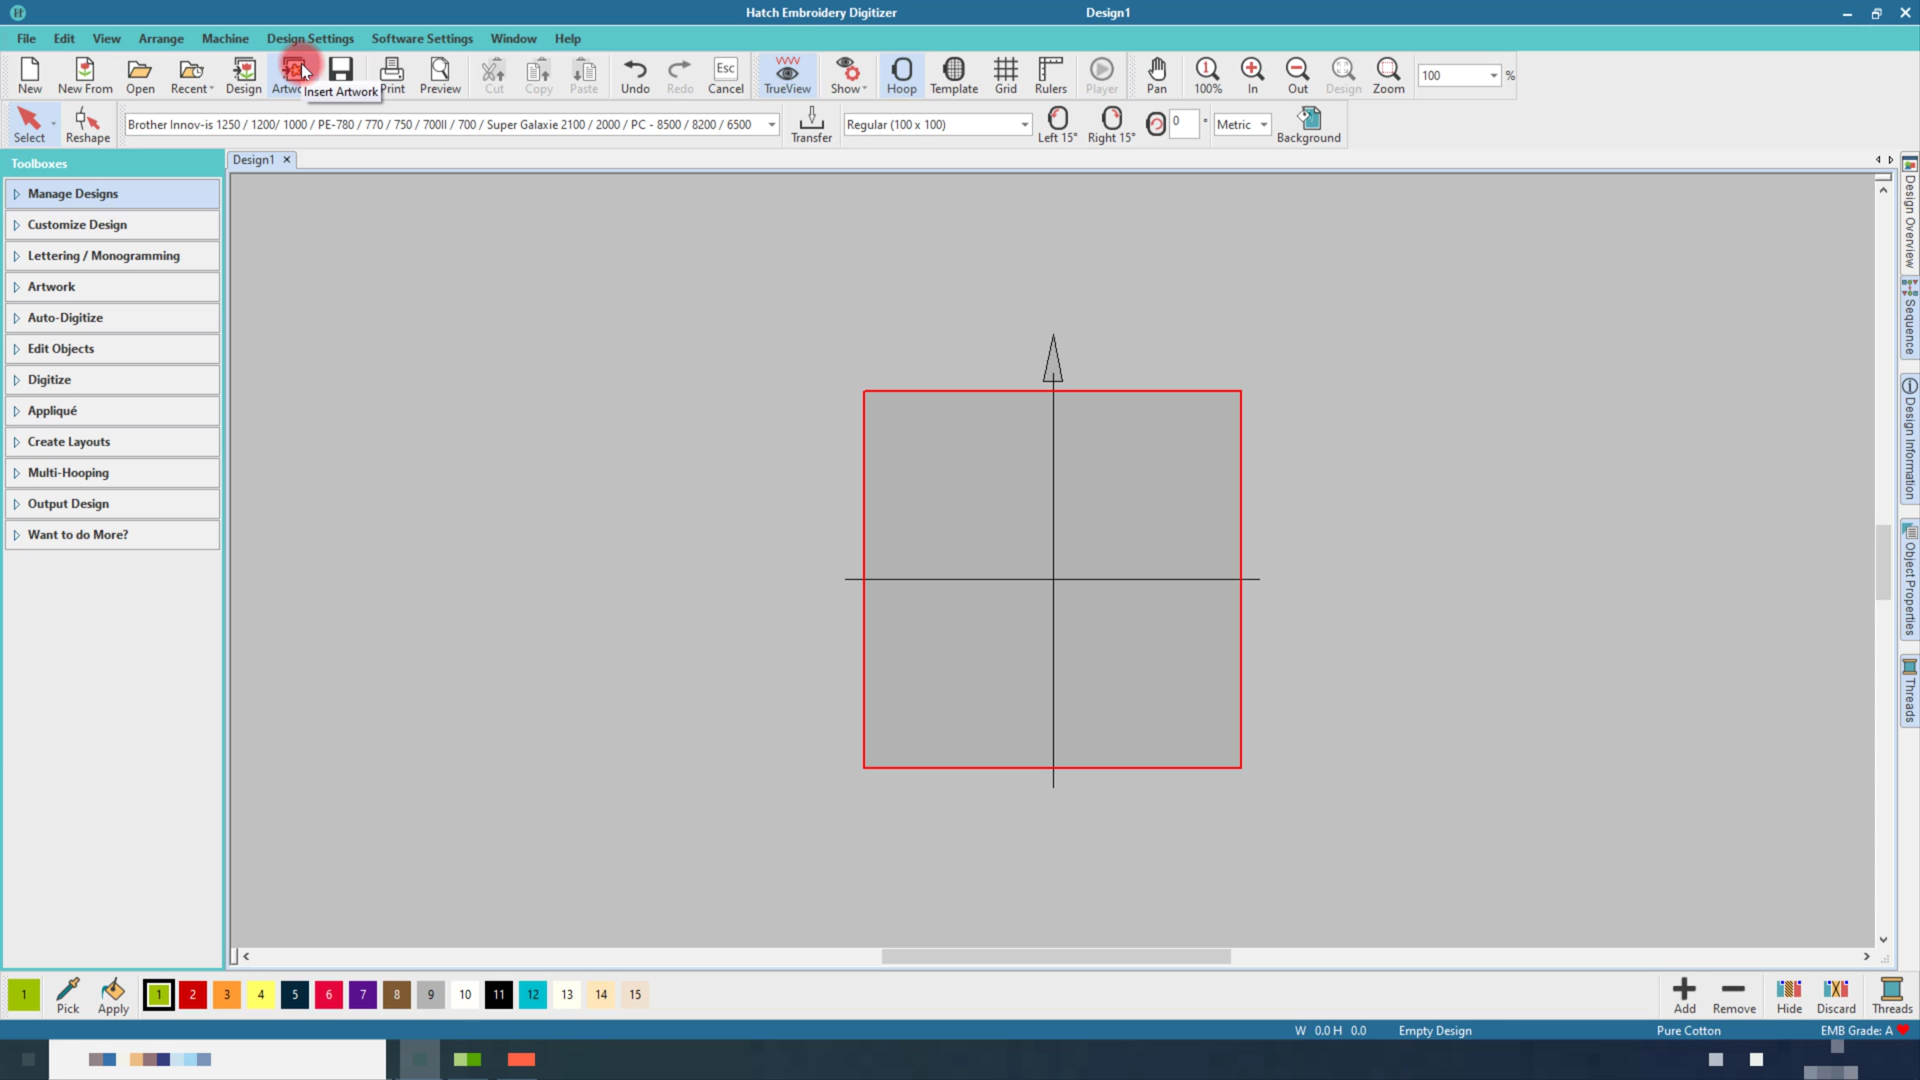 Hatch Embroidery Digitizer Design1
File Edit View Arrange Machine Design Settings Software Settings Window Help
New New From Open Recent Design Artw Print Preview Cut Copy Paste Undo Redo Esc Cancel TrueView Show Hoop Template Grid Rulers Player Pan 1 100% In Out Design Zoom 100 %
Insert Artwork
Select Reshape Brother Innov-is 1250 / 1200/ 1000 / PE-780 / 770 / 750 / 700II / 700 / Super Galaxie 2100 / 2000 / PC - 8500 / 8200 / 6500 Transfer Regular (100 x 100) Left 15° Right 15° 0 ° Metric Background
Toolboxes
Design1
Manage Designs
Customize Design
Lettering / Monogramming
Artwork
Auto-Digitize
Edit Objects
Digitize
Appliqué
Create Layouts
Multi-Hooping
Output Design
Want to do More?
Design Overview
Sequence
Design Information
Object Properties
Threads
1 Pick Apply 1 2 3 4 5 6 7 8 9 10 11 12 13 14 15 Add Remove Hide Discard Threads
W 0.0 H 0.0 Empty Design Pure Cotton EMB Grade: A